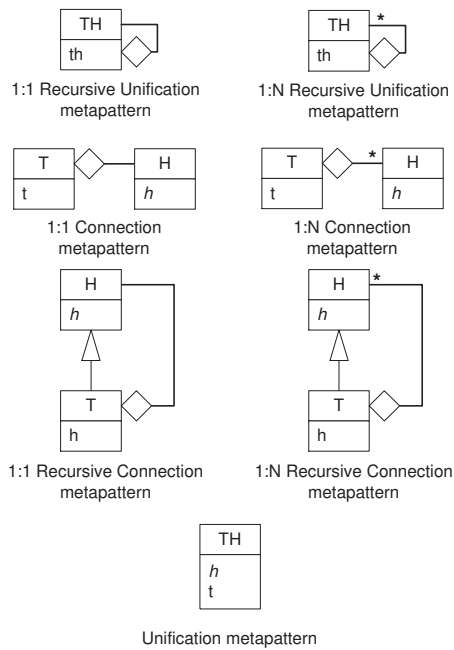 TH
th
1:1 Recursive Unification
metapattern
TH
*
th
1:N Recursive Unification
metapattern
T
t
H
h
1:1 Connection
metapattern
T
t
*
H
h
1:N Connection
metapattern
H
h
T
h
1:1 Recursive Connection
metapattern
H
*
h
T
h
1:N Recursive Connection
metapattern
TH
h
t
Unification metapattern